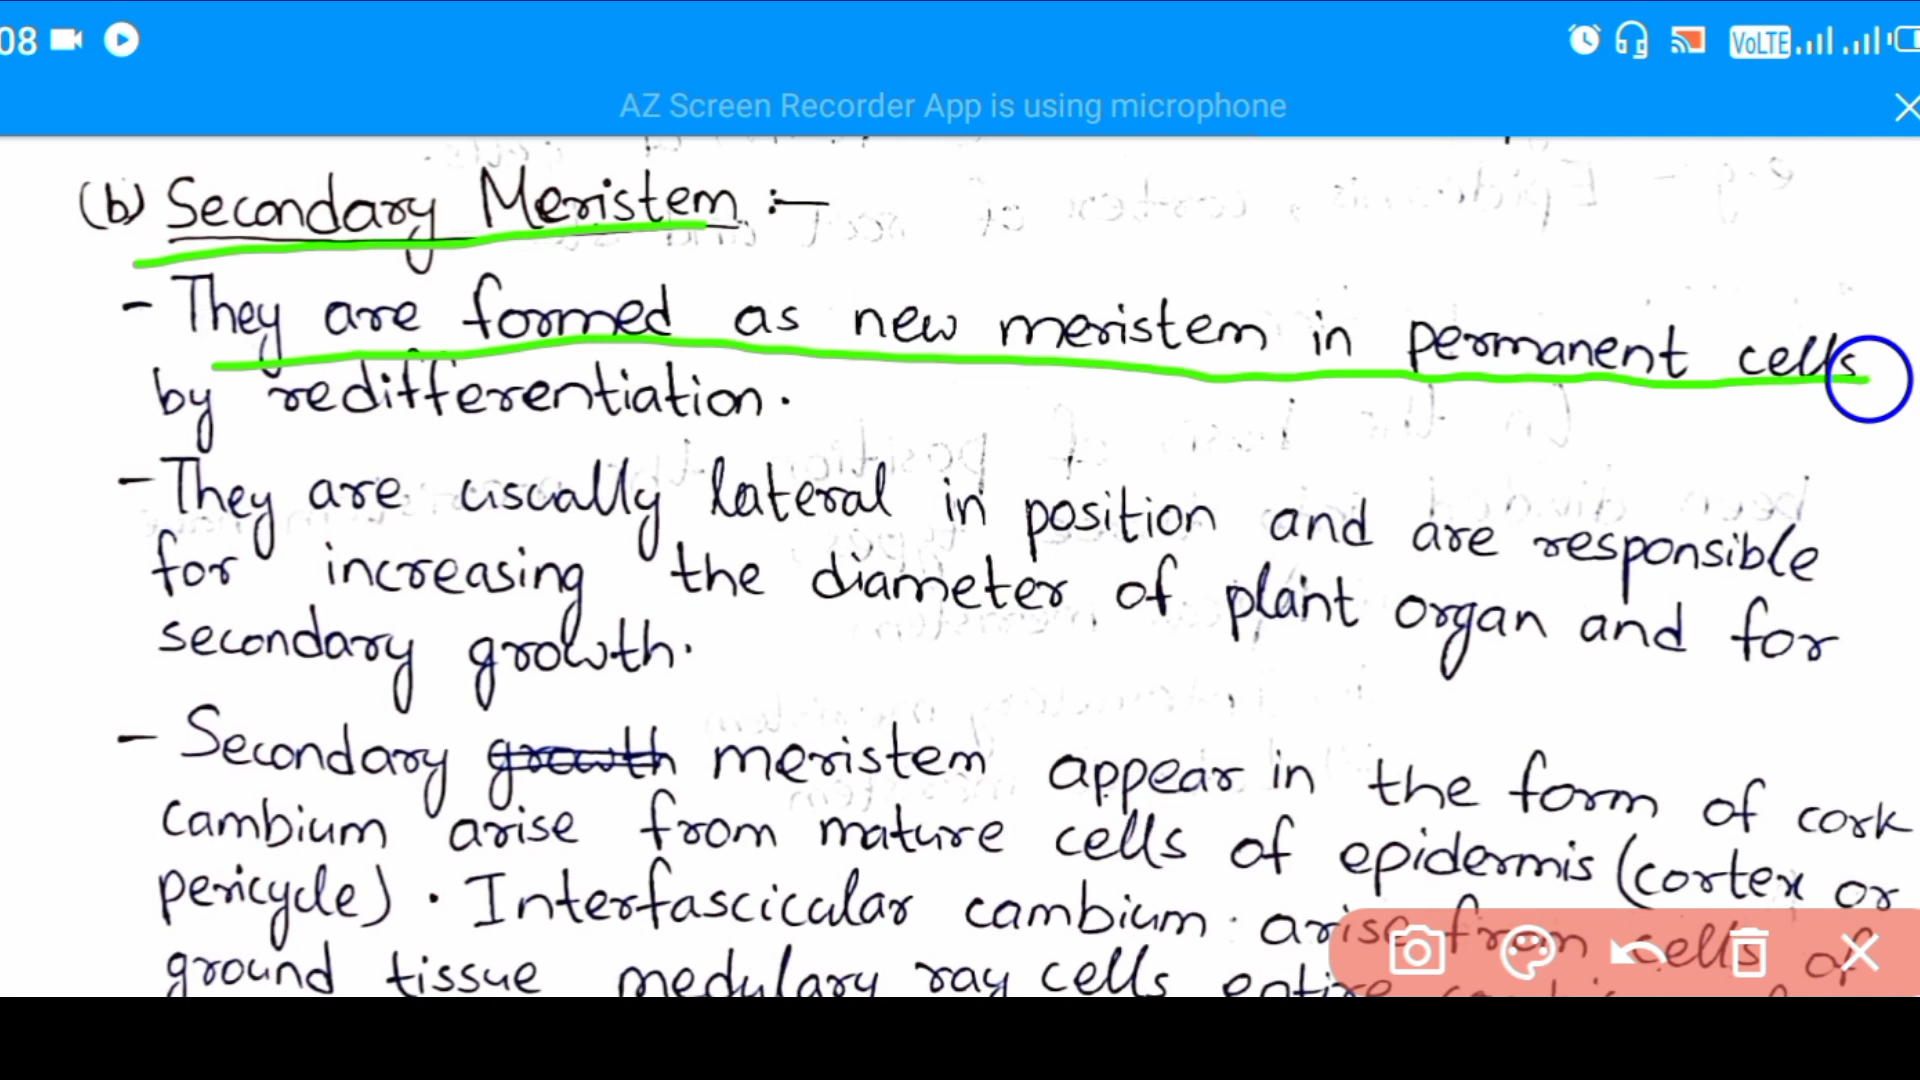 08
VoLTE
AZ Screen Recorder App is using microphone
(b) Secondary Meristem :-
- They are formed as new meristem in permanent cells
by redifferentiation.
- They are usually lateral in position and are responsible
for increasing the diameter of plant organ and for
secondary growth.
- Secondary growth meristem appear in the form of cork
cambium arise from mature cells of epidermis (cortex or
pericycle). Interfascicular cambium arise from cells of
ground tissue medulary ray cells entire